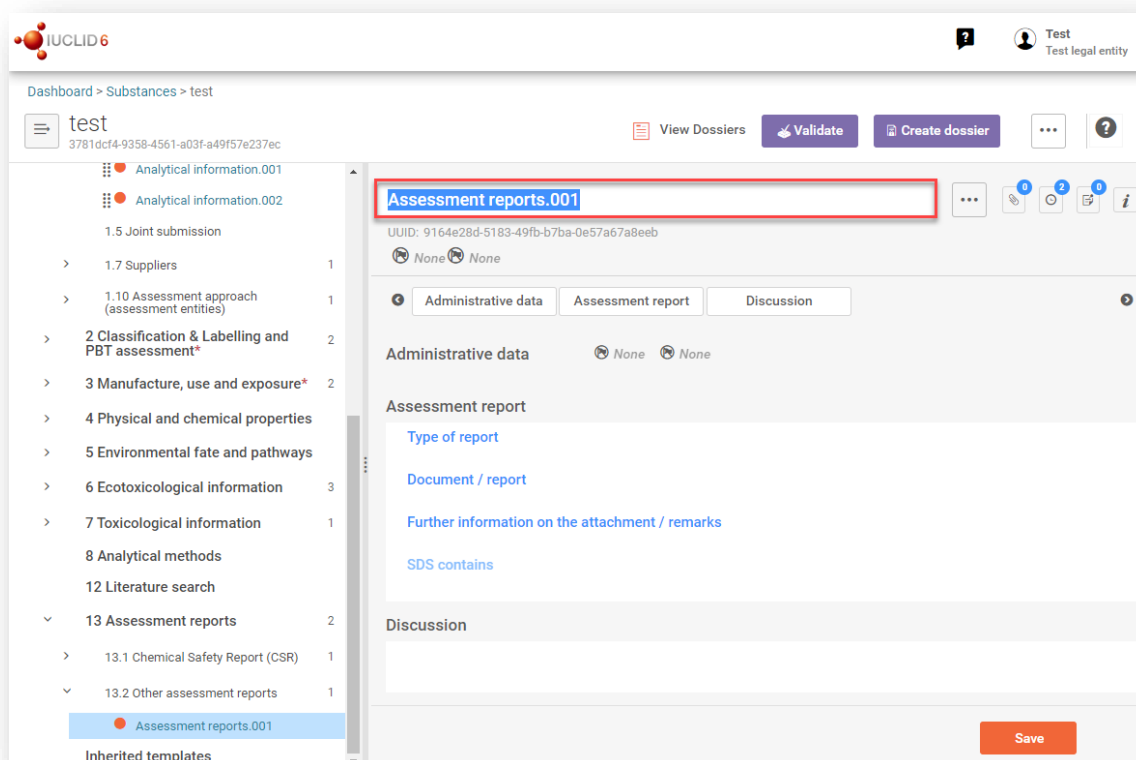 IUCLID 6
?
Test
Test legal entity
Dashboard > Substances > test
test
3781dcf4-9358-4561-a03f-a49f57e237ec
View Dossiers
Validate
Create dossier
...
?
Analytical information.001
Analytical information.002
1.5 Joint submission
1.7 Suppliers 1
1.10 Assessment approach 1
(assessment entities)
2 Classification & Labelling and 2
PBT assessment*
3 Manufacture, use and exposure* 2
4 Physical and chemical properties
5 Environmental fate and pathways
6 Ecotoxicological information 3
7 Toxicological information 1
8 Analytical methods
12 Literature search
13 Assessment reports 2
13.1 Chemical Safety Report (CSR) 1
13.2 Other assessment reports 1
Assessment reports.001
Inherited templates
Assessment reports.001
...
0
2
0
i
UUID: 9164e28d-5183-49fb-b7ba-0e57a67a8eeb
None None
Administrative data
Assessment report
Discussion
Administrative data None None
Assessment report
Type of report
Document / report
Further information on the attachment / remarks
SDS contains
Discussion
Save